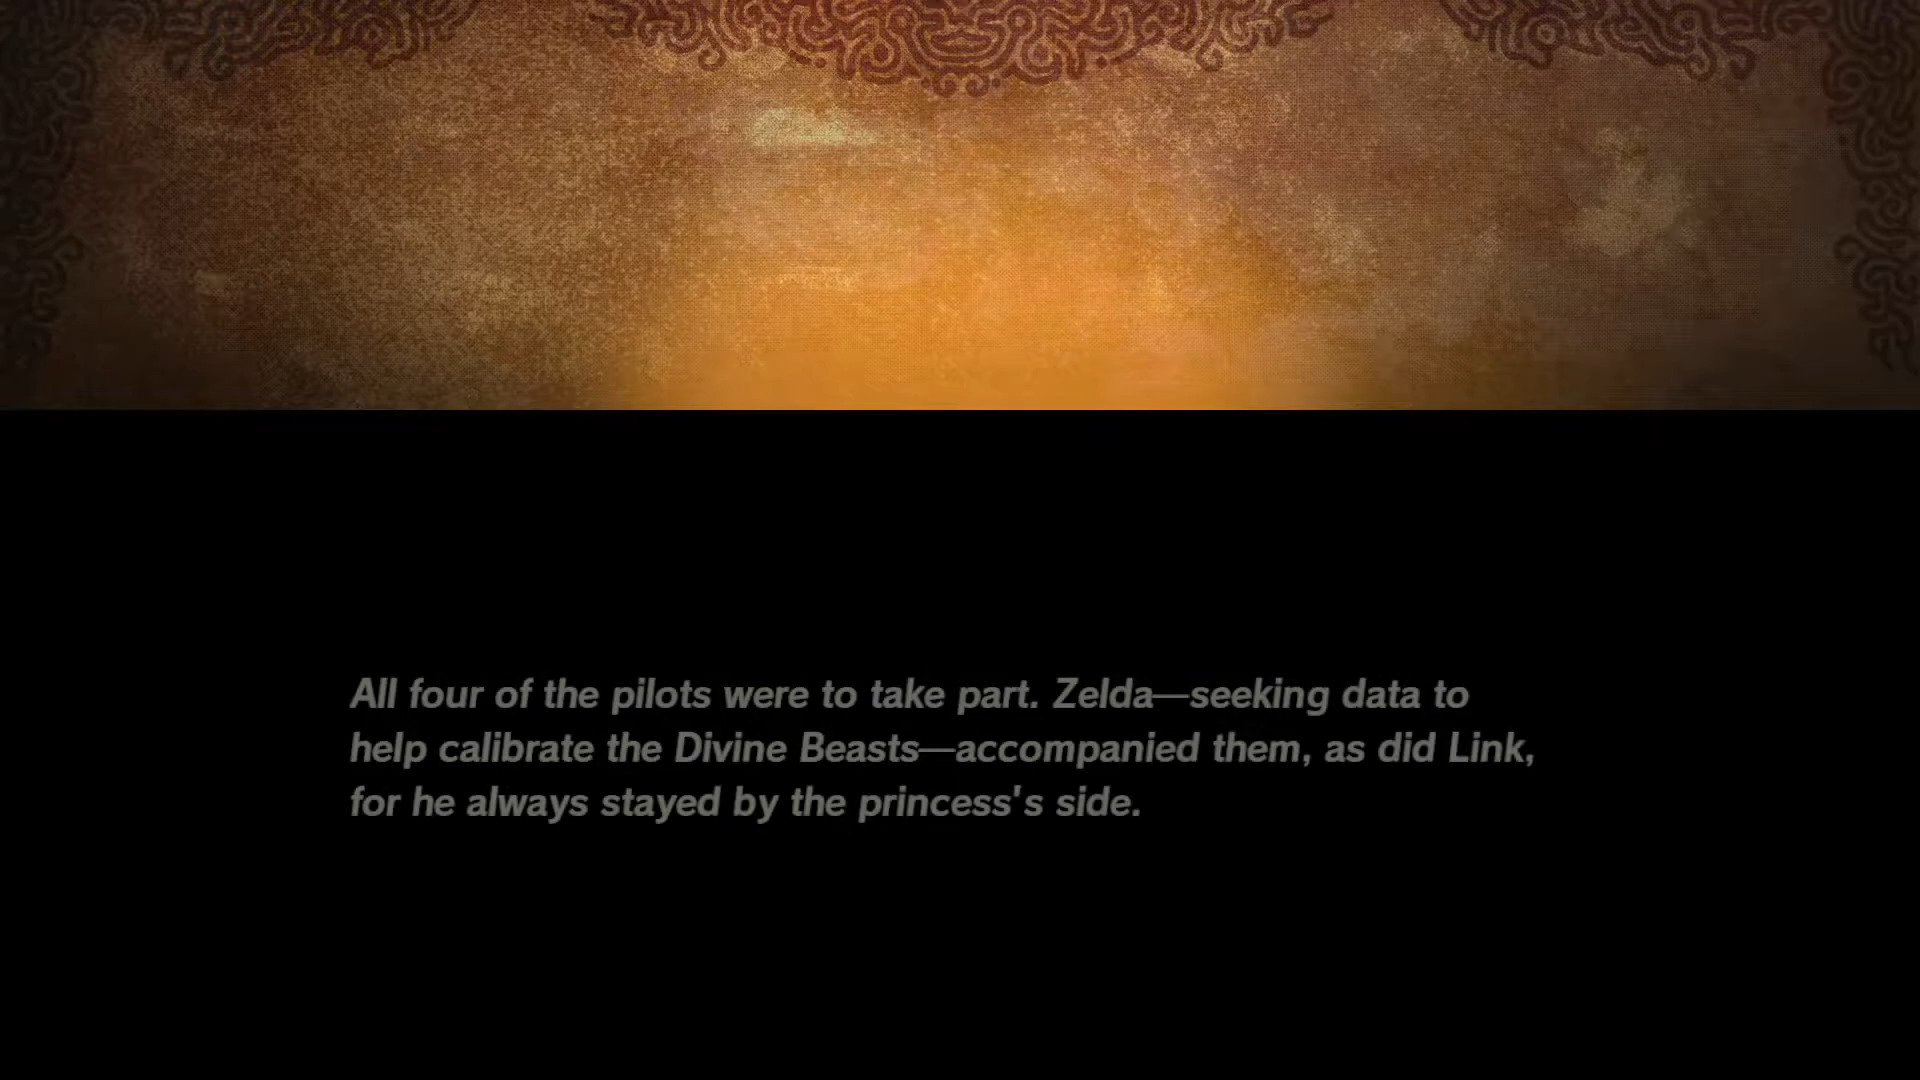 All four of the pilots were to take part. Zelda—seeking data to
help calibrate the Divine Beasts—accompanied them, as did Link,
for he always stayed by the princess's side.